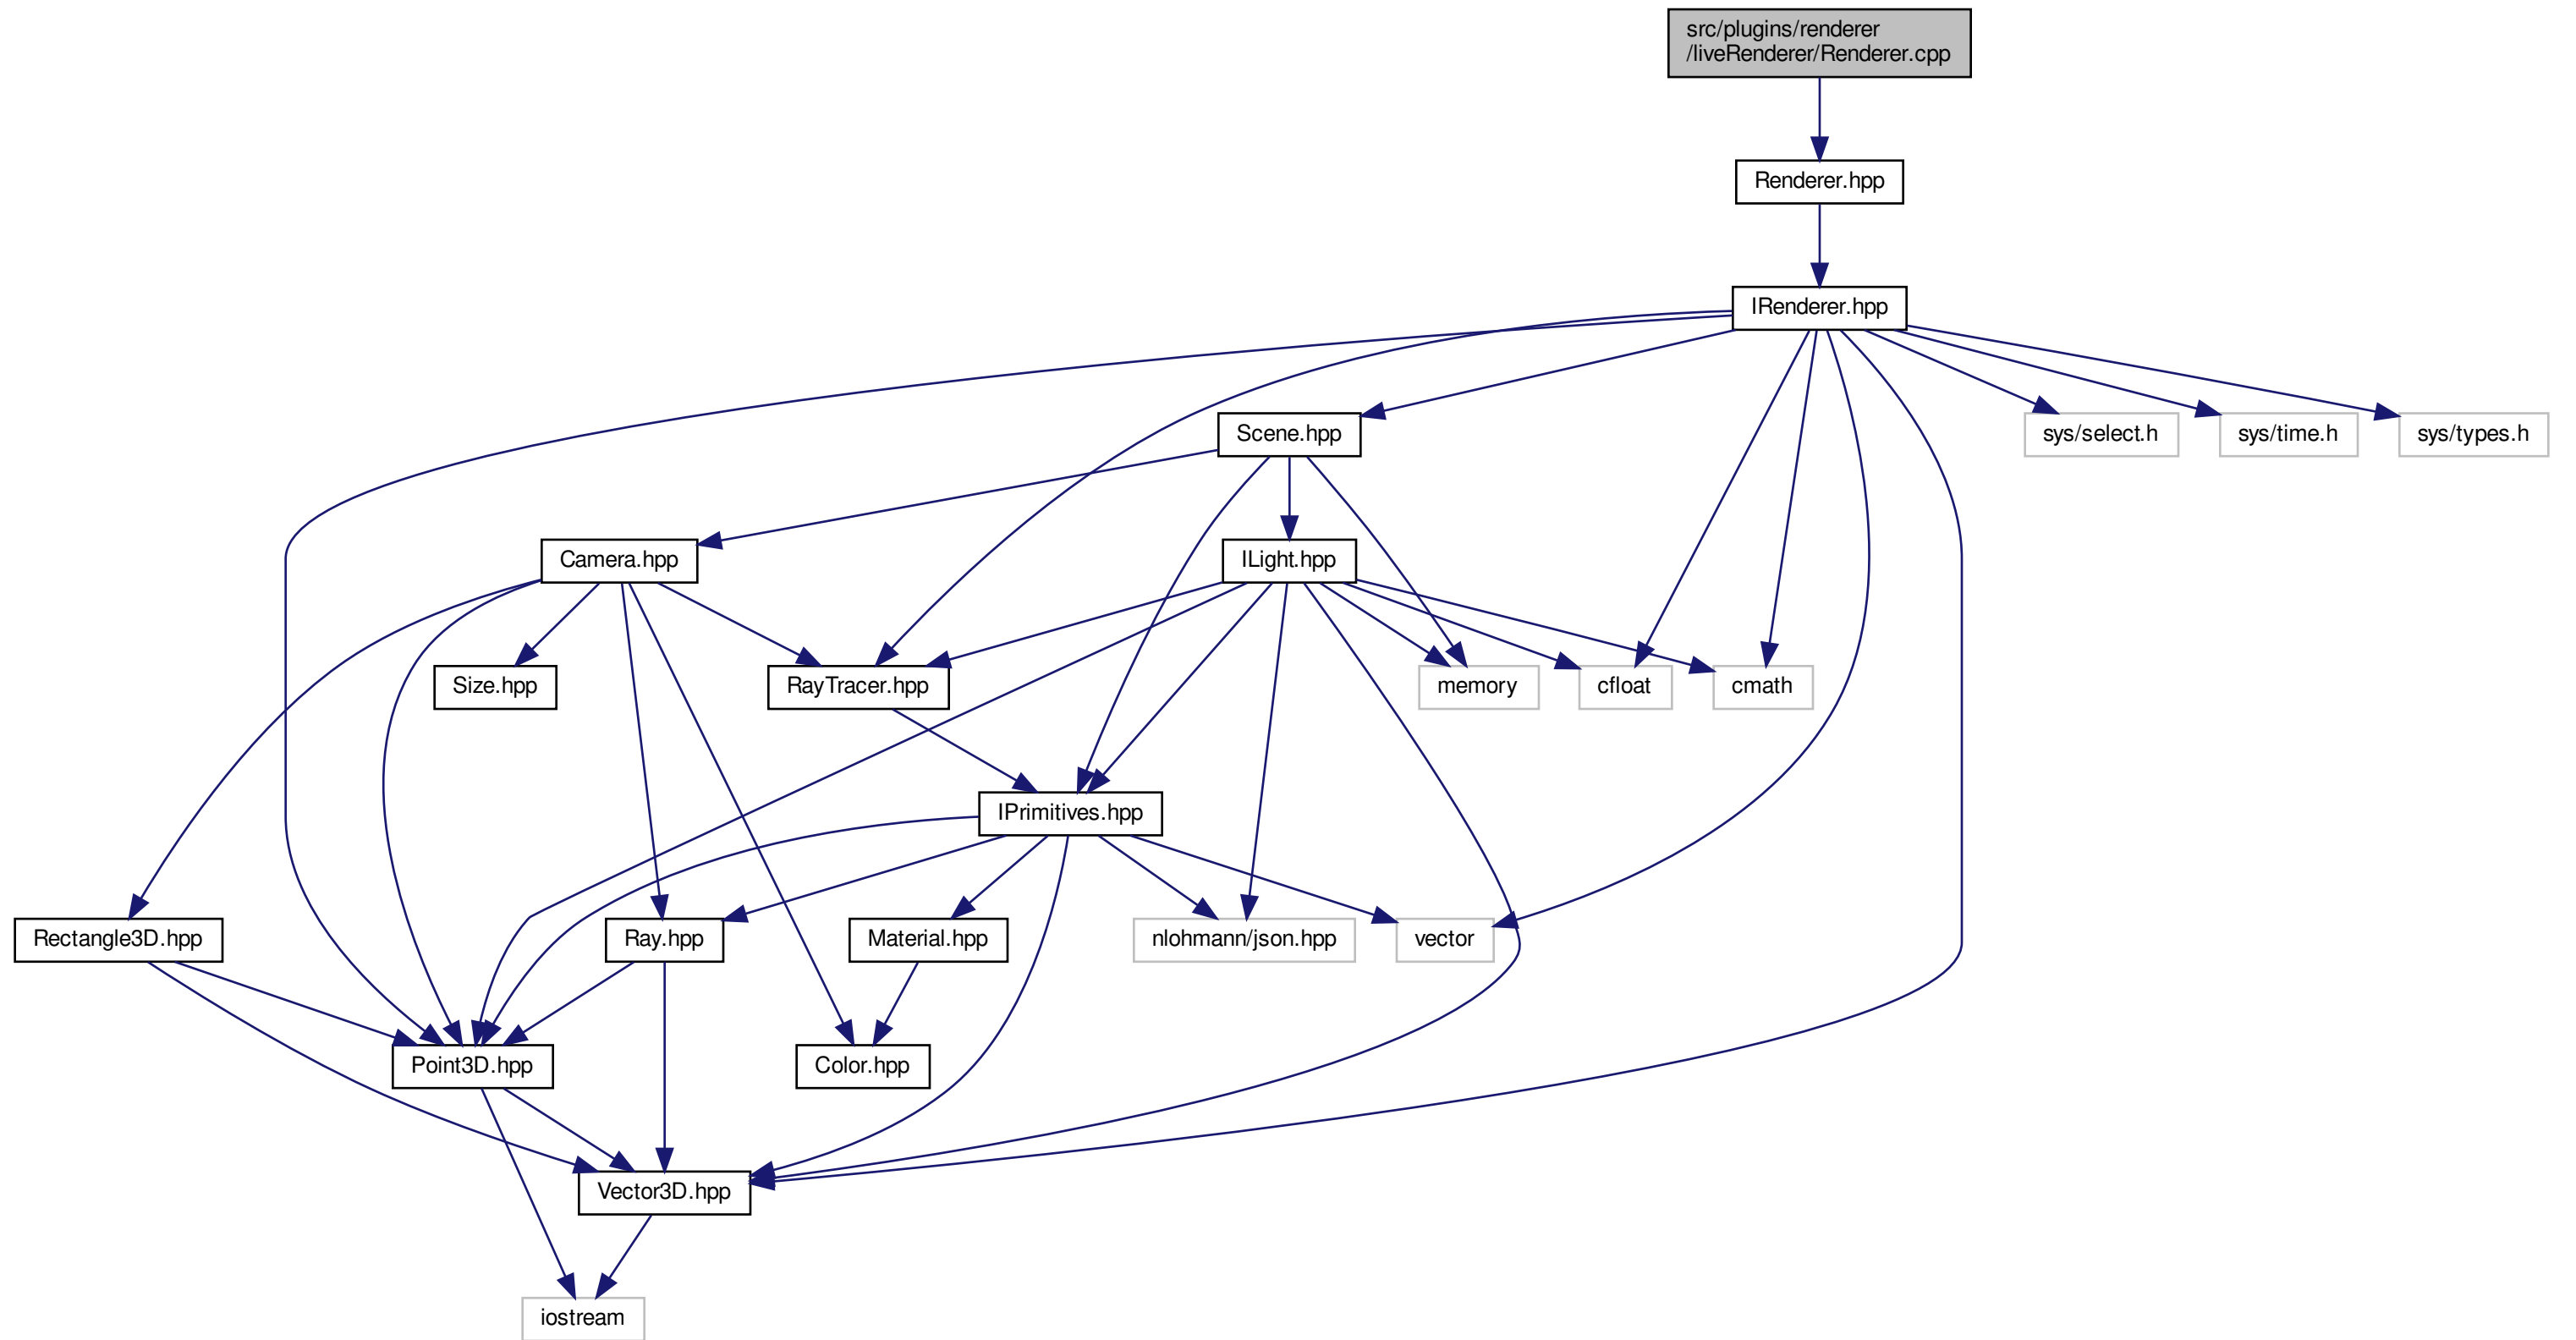 src/plugins/renderer
/liveRenderer/Renderer.cpp
Renderer.hpp
IRenderer.hpp
Scene.hpp
sys/select.h
sys/time.h
sys/types.h
Camera.hpp
ILight.hpp
Size.hpp
RayTracer.hpp
memory
cfloat
cmath
IPrimitives.hpp
Rectangle3D.hpp
Ray.hpp
Material.hpp
nlohmann/json.hpp
vector
Point3D.hpp
Color.hpp
Vector3D.hpp
iostream